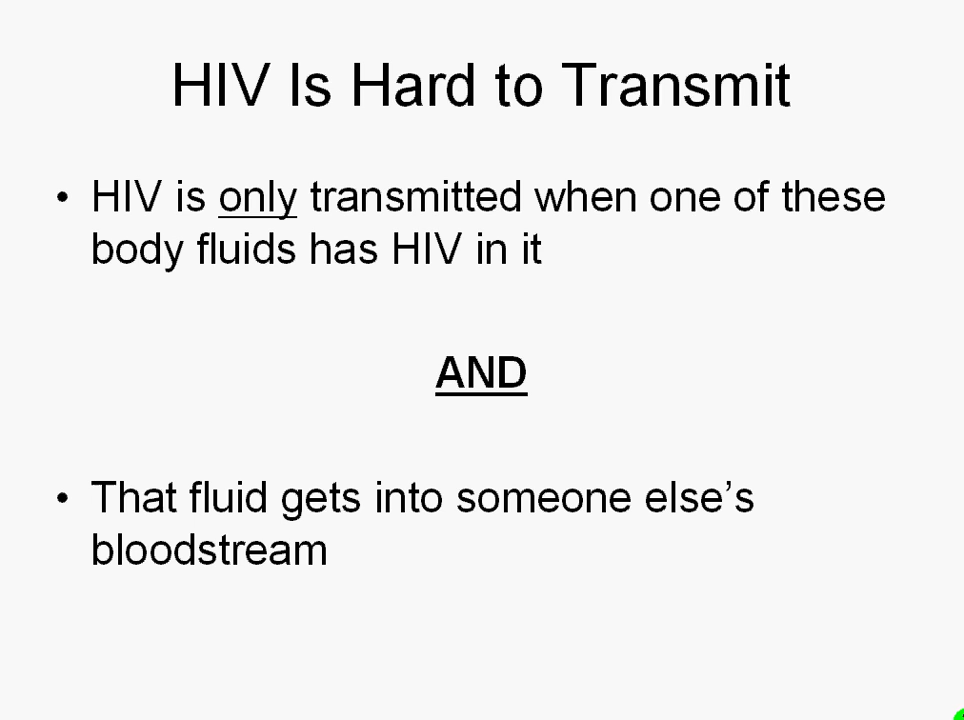 HIV Is Hard to Transmit
• HIV is only transmitted when one of these
body fluids has HIV in it
AND
• That fluid gets into someone else’s
bloodstream